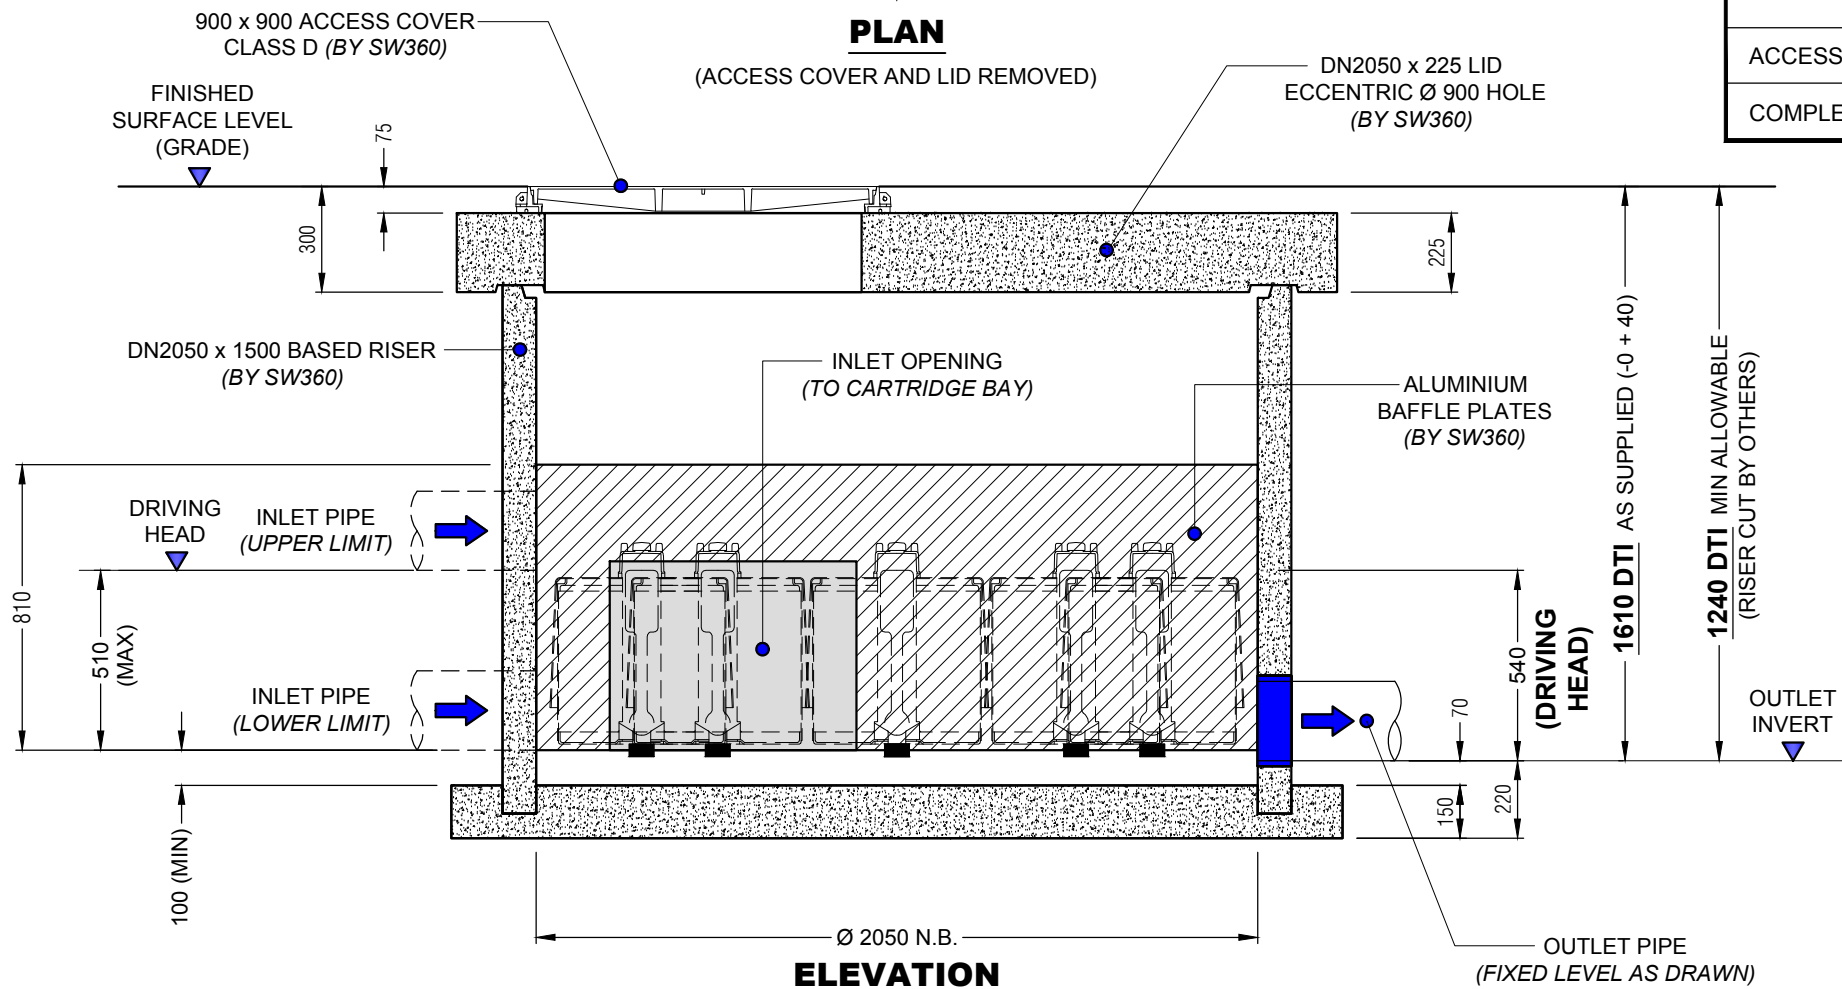 900 x 900 ACCESS COVER
CLASS D (BY SW360)
PLAN
(ACCESS COVER AND LID REMOVED)
DN2050 x 225 LID
ECCENTRIC Ø 900 HOLE
(BY SW360)
ACCESS
COMPLE
FINISHED
SURFACE LEVEL
(GRADE)
75
300
225
DN2050 x 1500 BASED RISER
(BY SW360)
INLET OPENING
(TO CARTRIDGE BAY)
ALUMINIUM
BAFFLE PLATES
(BY SW360)
1610 DTI AS SUPPLIED (-0 + 40)
1240 DTI MIN ALLOWABLE
(RISER CUT BY OTHERS)
DRIVING
HEAD
INLET PIPE
(UPPER LIMIT)
810
510
(MAX)
INLET PIPE
(LOWER LIMIT)
540
(DRIVING
HEAD)
70
OUTLET
INVERT
150
220
100 (MIN)
Ø 2050 N.B.
ELEVATION
OUTLET PIPE
(FIXED LEVEL AS DRAWN)